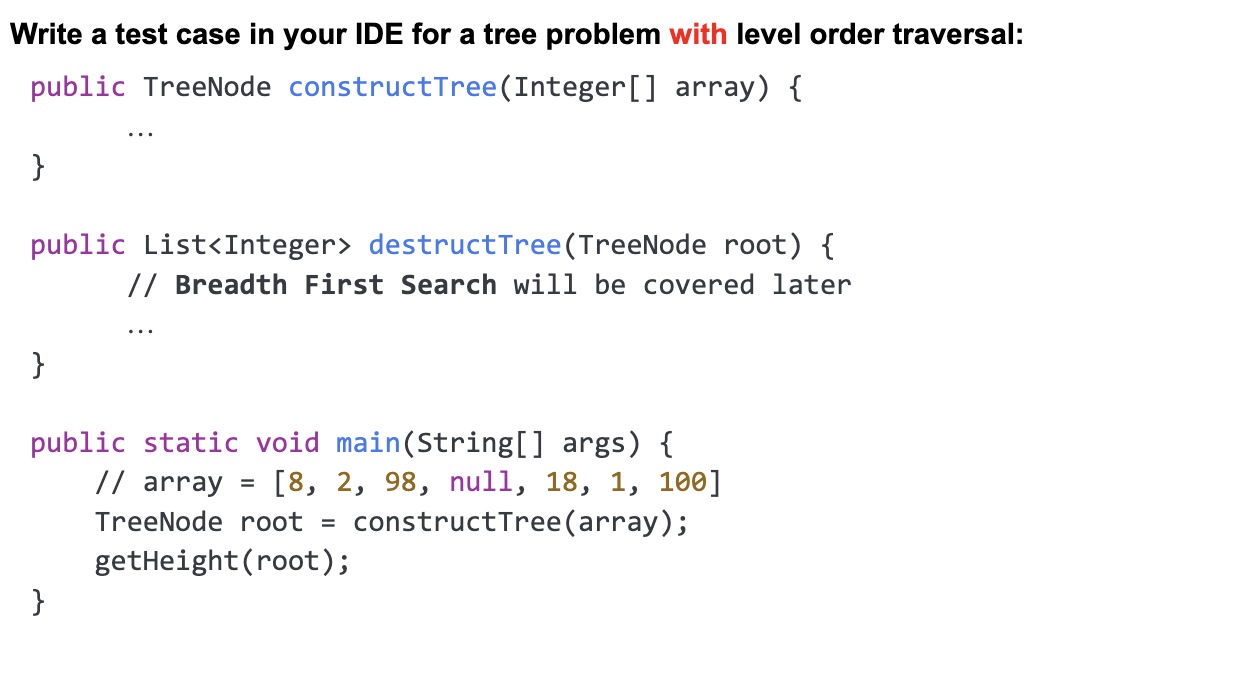 Write a test case in your IDE for a tree problem with level order traversal:
public TreeNode constructTree(Integer[] array) {
...
}
public List<Integer> destructTree(TreeNode root) {
// Breadth First Search will be covered later
...
}
public static void main(String[] args) {
// array = [8, 2, 98, null, 18, 1, 100]
TreeNode root = constructTree(array);
getHeight(root);
}